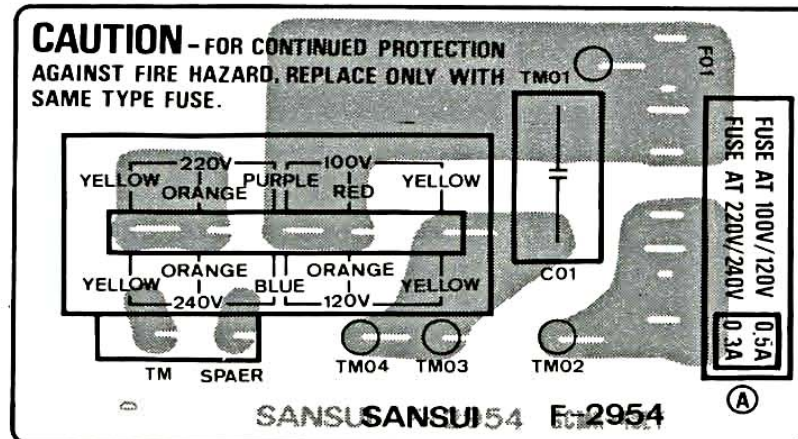 CAUTION - FOR CONTINUED PROTECTION
AGAINST FIRE HAZARD, REPLACE ONLY WITH
SAME TYPE FUSE.
TM01
F01
220V
100V
YELLOW ORANGE PURPLE RED YELLOW
YELLOW ORANGE BLUE ORANGE YELLOW
240V
120V
C01
TM SPAER
TM04
TM03
TM02
FUSE AT 100V/120V 0.5A
FUSE AT 220V/240V 0.3A
A
SANSUI SANSUI 2954 F-2954